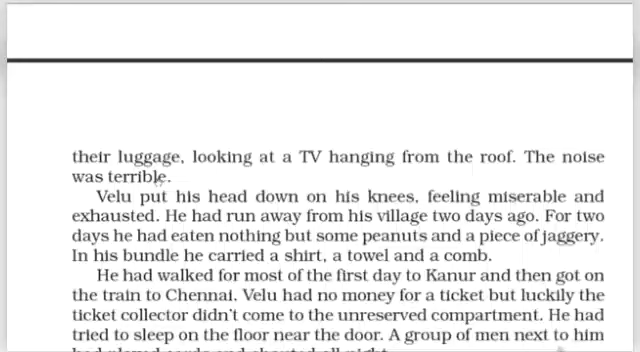 their luggage, looking at a TV hanging from the roof. The noise
was terrible.
Velu put his head down on his knees, feeling miserable and
exhausted. He had run away from his village two days ago. For two
days he had eaten nothing but some peanuts and a piece of jaggery.
In his bundle he carried a shirt, a towel and a comb.
He had walked for most of the first day to Kanur and then got on
the train to Chennai. Velu had no money for a ticket but luckily the
ticket collector didn't come to the unreserved compartment. He had
tried to sleep on the floor near the door. A group of men next to him